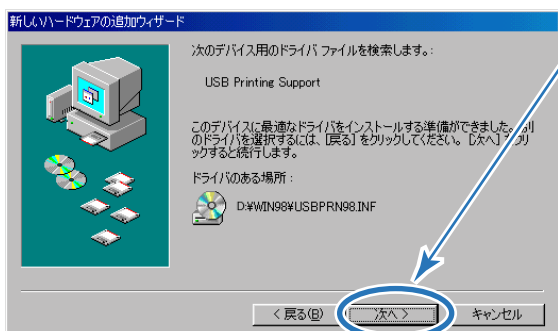 新しいハードウェアの追加ウィザード
次のデバイス用のドライバ ファイルを検索します。:
USB Printing Support
このデバイスに最適なドライバをインストールする準備ができました。別
のドライバを選択するには、[戻る] をクリックしてください。[次へ] をクリ
ックすると続行します。
ドライバのある場所:
D:¥WIN98¥USBPRN98.INF
< 戻る(B)
次へ >
キャンセル